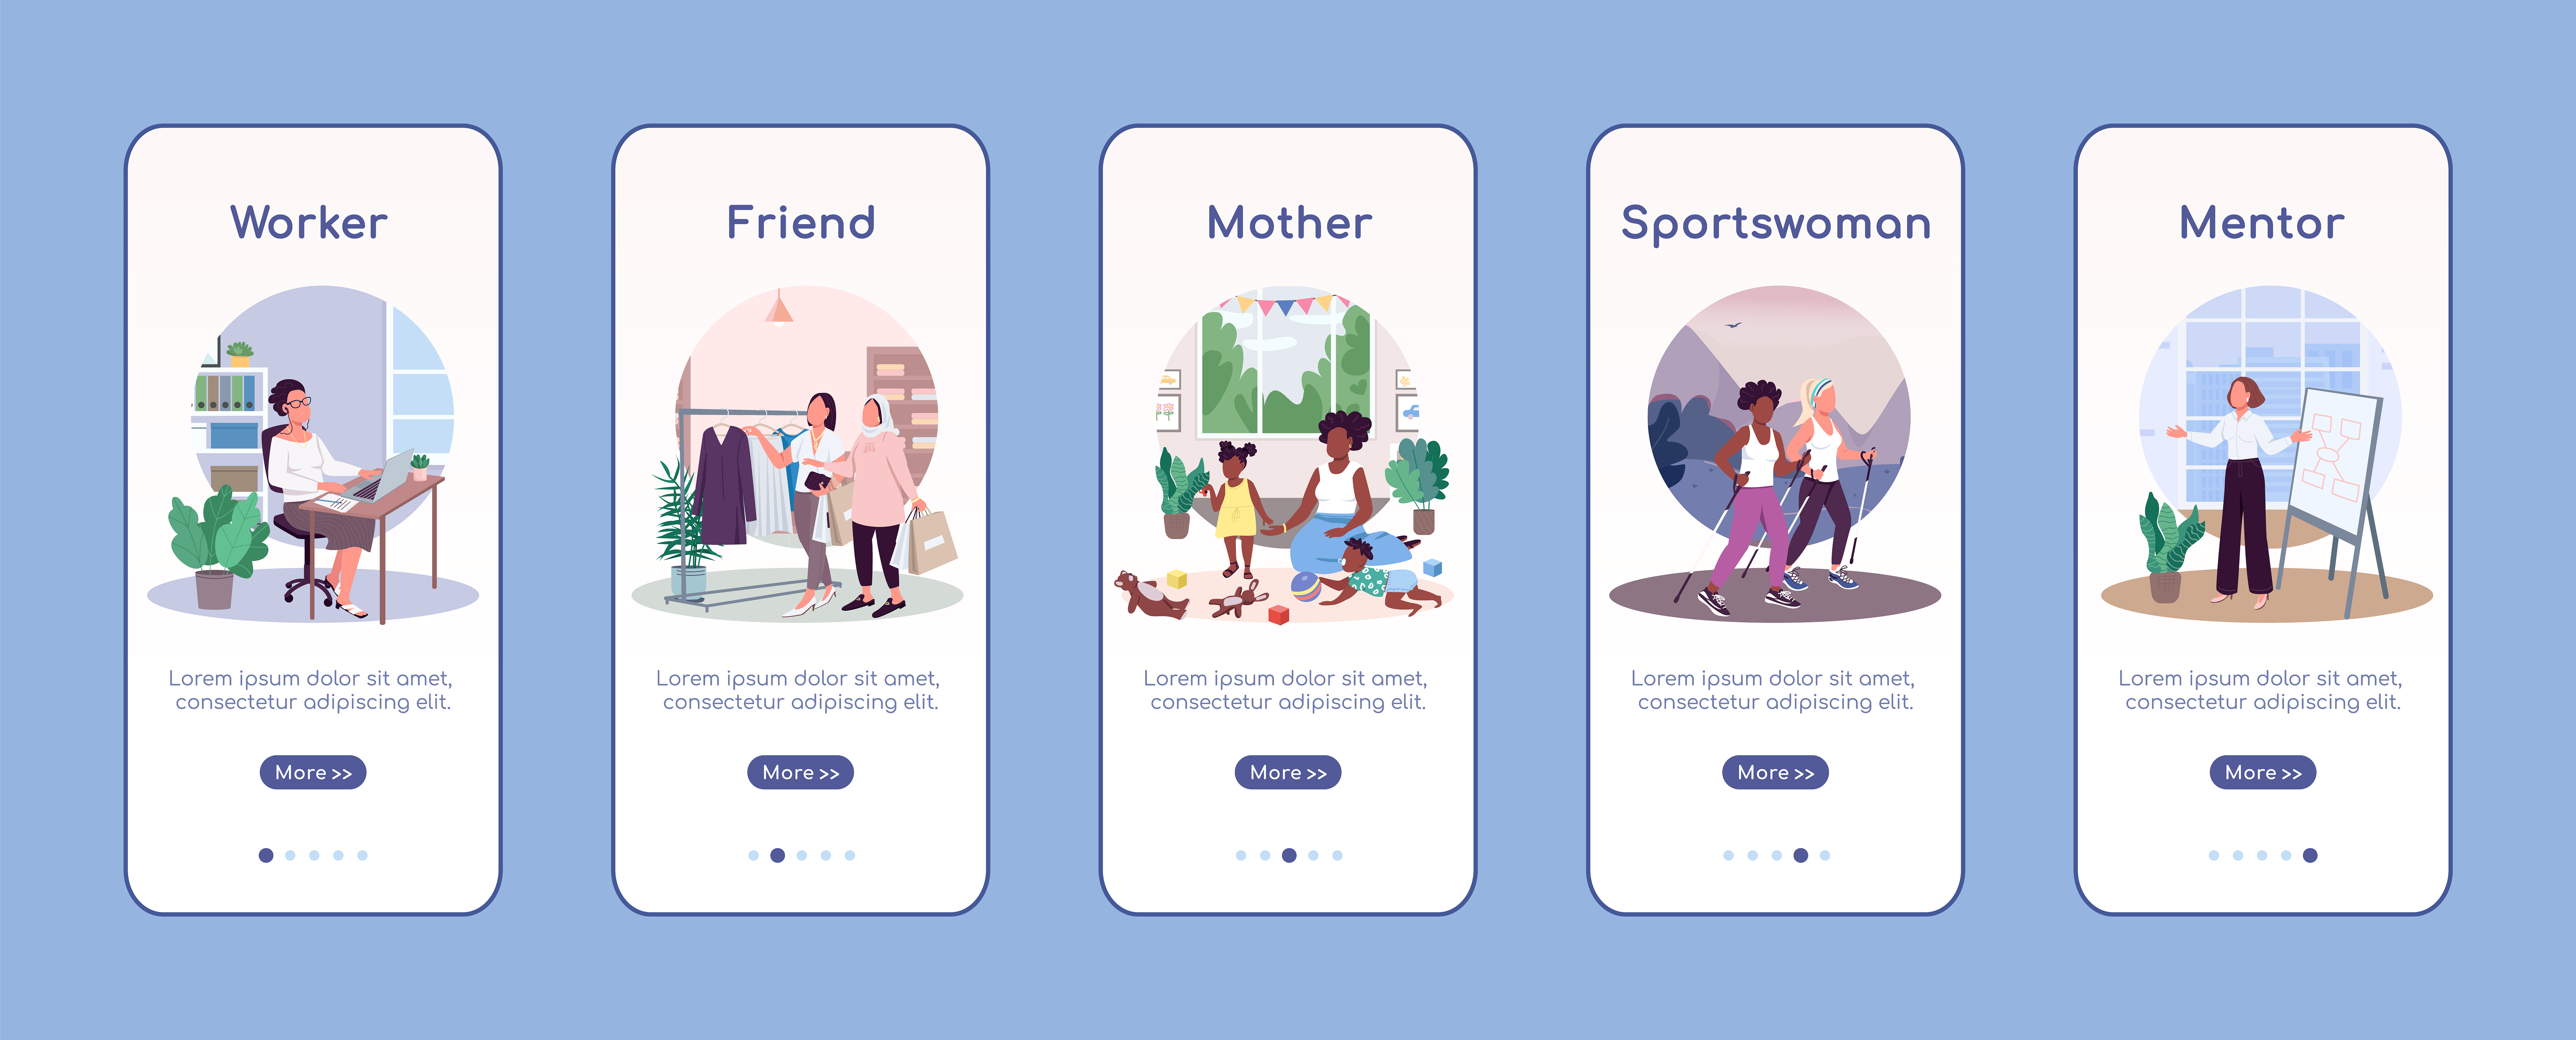 Worker
Lorem ipsum dolor sit amet,
consectetur adipiscing elit.
More >>
Friend
Lorem ipsum dolor sit amet,
consectetur adipiscing elit.
More >>
Mother
Lorem ipsum dolor sit amet,
consectetur adipiscing elit.
More >>
Sportswoman
Lorem ipsum dolor sit amet,
consectetur adipiscing elit.
More >>
Mentor
Lorem ipsum dolor sit amet,
consectetur adipiscing elit.
More >>